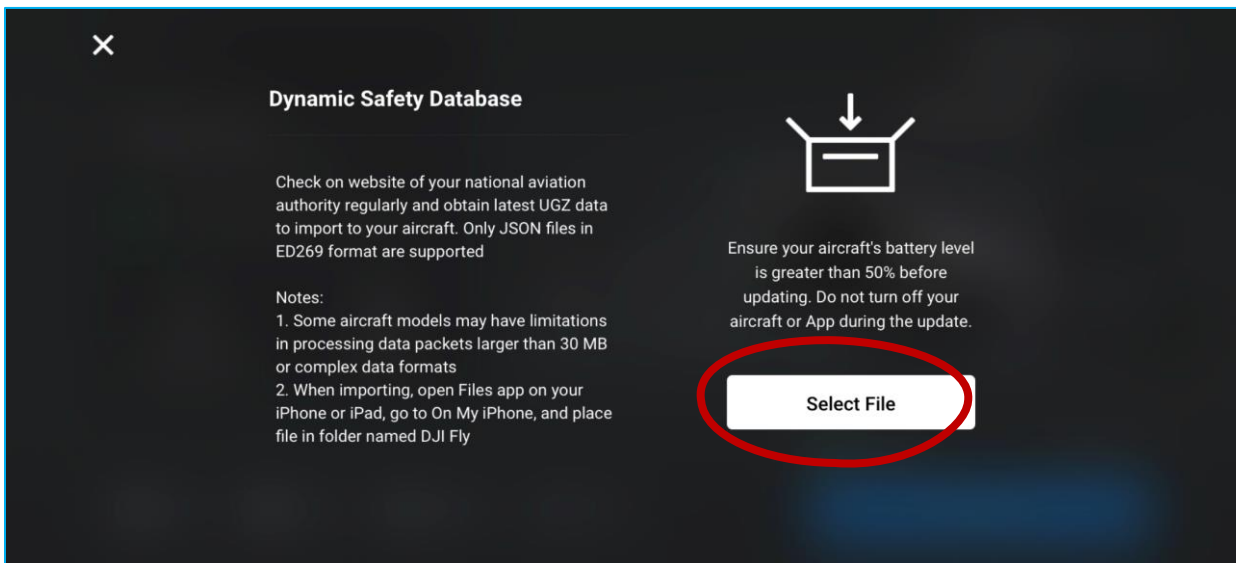 Dynamic Safety Database
Check on website of your national aviation
authority regularly and obtain latest UGZ data
to import to your aircraft. Only JSON files in
ED269 format are supported
Notes:
1. Some aircraft models may have limitations
in processing data packets larger than 30 MB
or complex data formats
2. When importing, open Files app on your
iPhone or iPad, go to On My iPhone, and place
file in folder named DJI Fly
Ensure your aircraft's battery level
is greater than 50% before
updating. Do not turn off your
aircraft or App during the update.
Select File